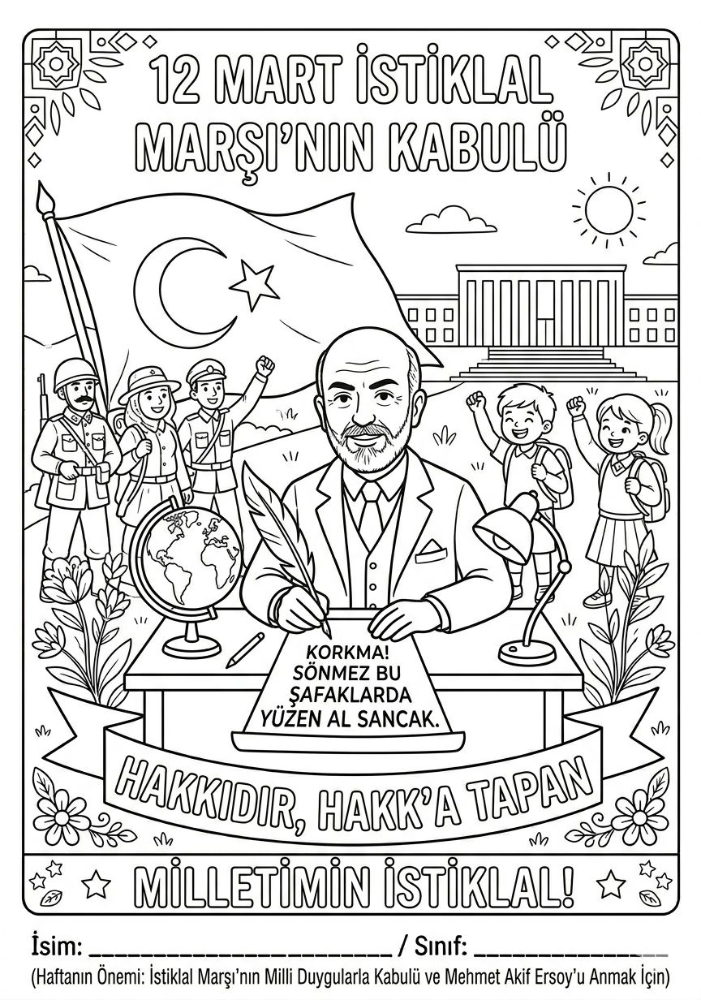 12 MART İSTİKLAL
MARŞI'NIN KABULÜ
KORKMA!
SÖNMEZ BU
ŞAFAKLARDA
YÜZEN AL SANCAK.
HAKKIDIR, HAKK'A TAPAN
MİLLETİMİN İSTİKLAL!
İsim: _________________________ / Sınıf: ________________
(Haftanın Önemi: İstiklal Marşı'nın Milli Duygularla Kabulü ve Mehmet Akif Ersoy'u Anmak İçin)